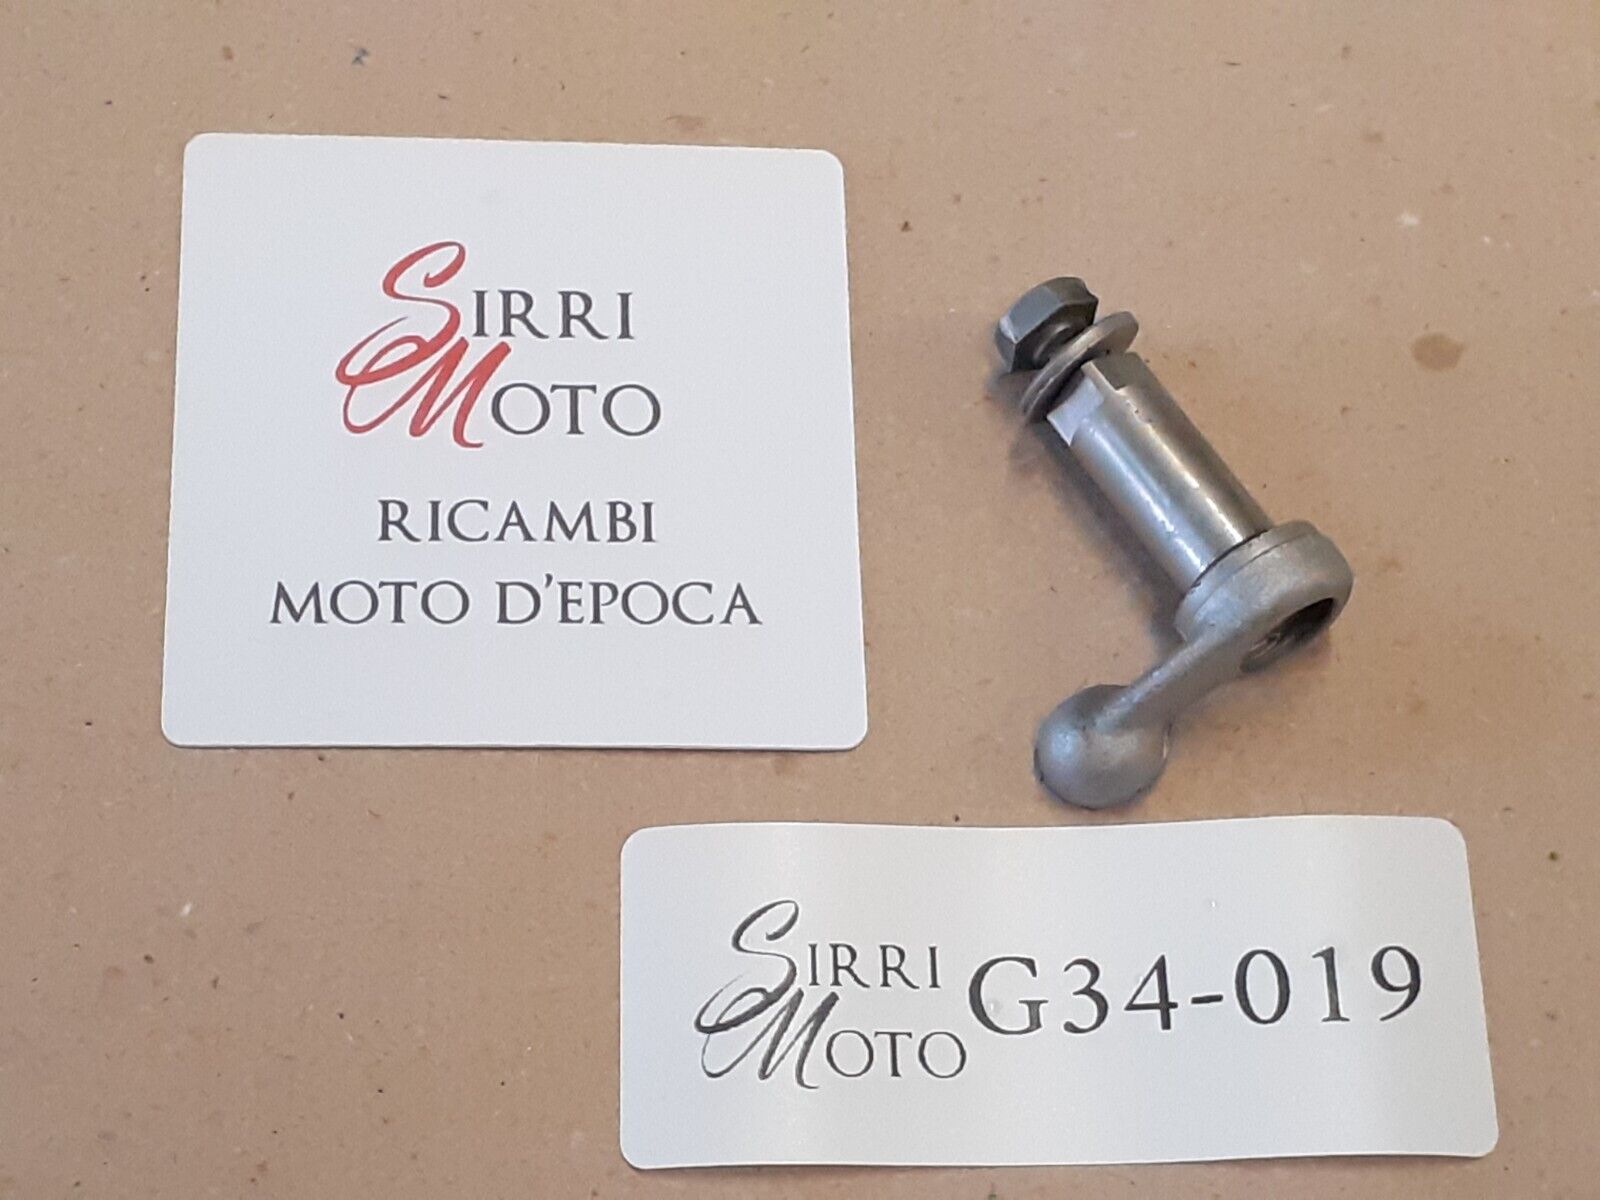 SIRRI
MOTO
RICAMBI
MOTO D'EPOCA
SIRRI
MOTO
G34-019